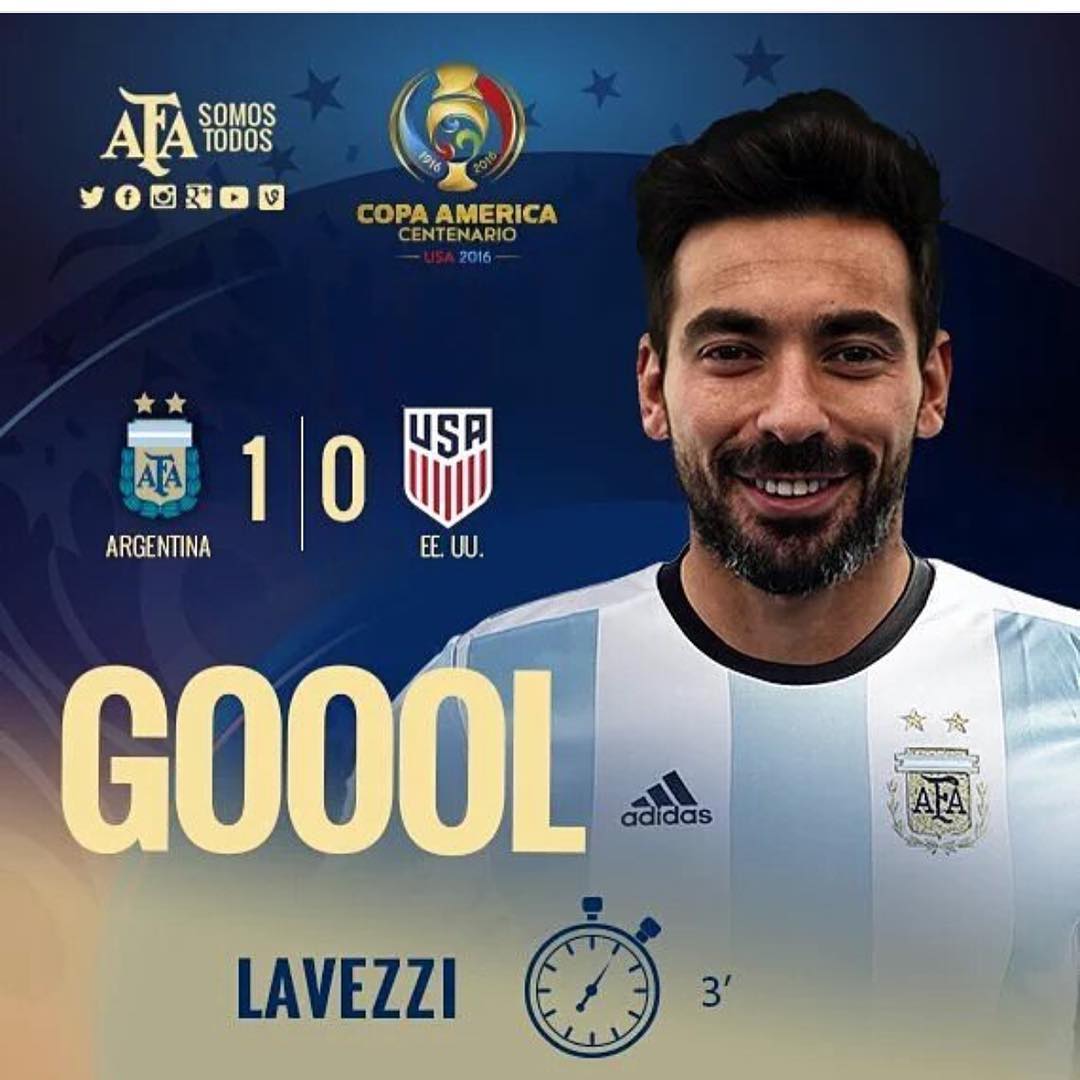 AFA SOMOS
TODOS
1916 2016
COPA AMERICA
CENTENARIO
USA 2016
AFA
1 0
USA
ARGENTINA
EE. UU.
GOOOL
adidas
AFA
LAVEZZI
3′